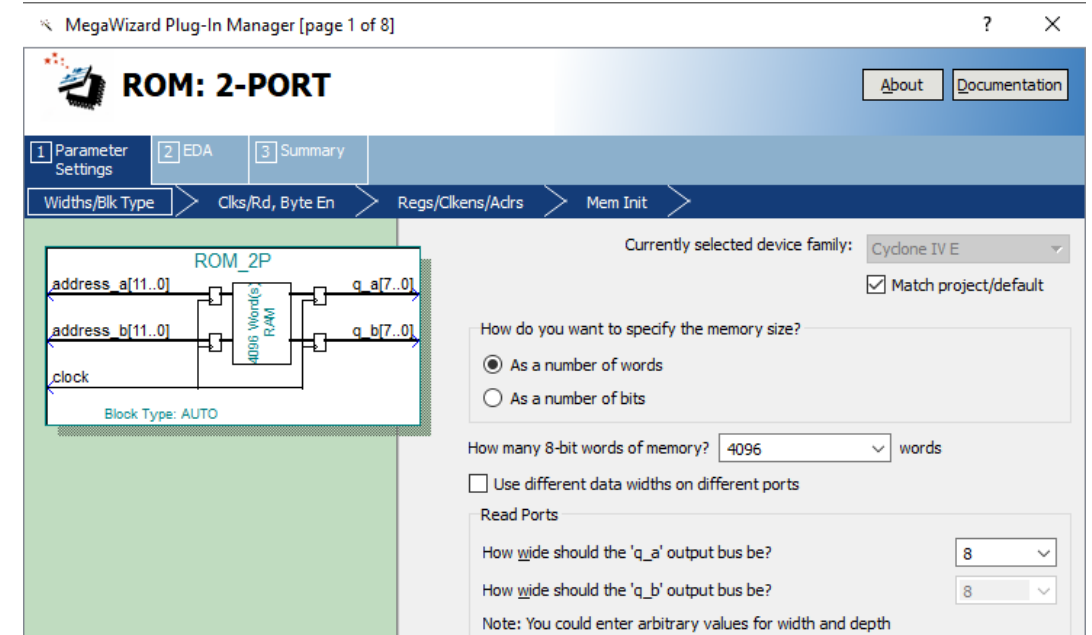 MegaWizard Plug-In Manager [page 1 of 8]
? ×
ROM: 2-PORT
About
Documentation
1 Parameter Settings
2 EDA
3 Summary
Widths/Blk Type
Clks/Rd, Byte En
Regs/Clkens/Aclrs
Mem Init
ROM_2P
address_a[11..0]
q_a[7..0]
address_b[11..0]
q_b[7..0]
4096 Word(s)
RAM
clock
Block Type: AUTO
Currently selected device family:
Cyclone IV E
Match project/default
How do you want to specify the memory size?
As a number of words
As a number of bits
How many 8-bit words of memory? 4096 words
Use different data widths on different ports
Read Ports
How wide should the 'q_a' output bus be? 8
How wide should the 'q_b' output bus be? 8
Note: You could enter arbitrary values for width and depth